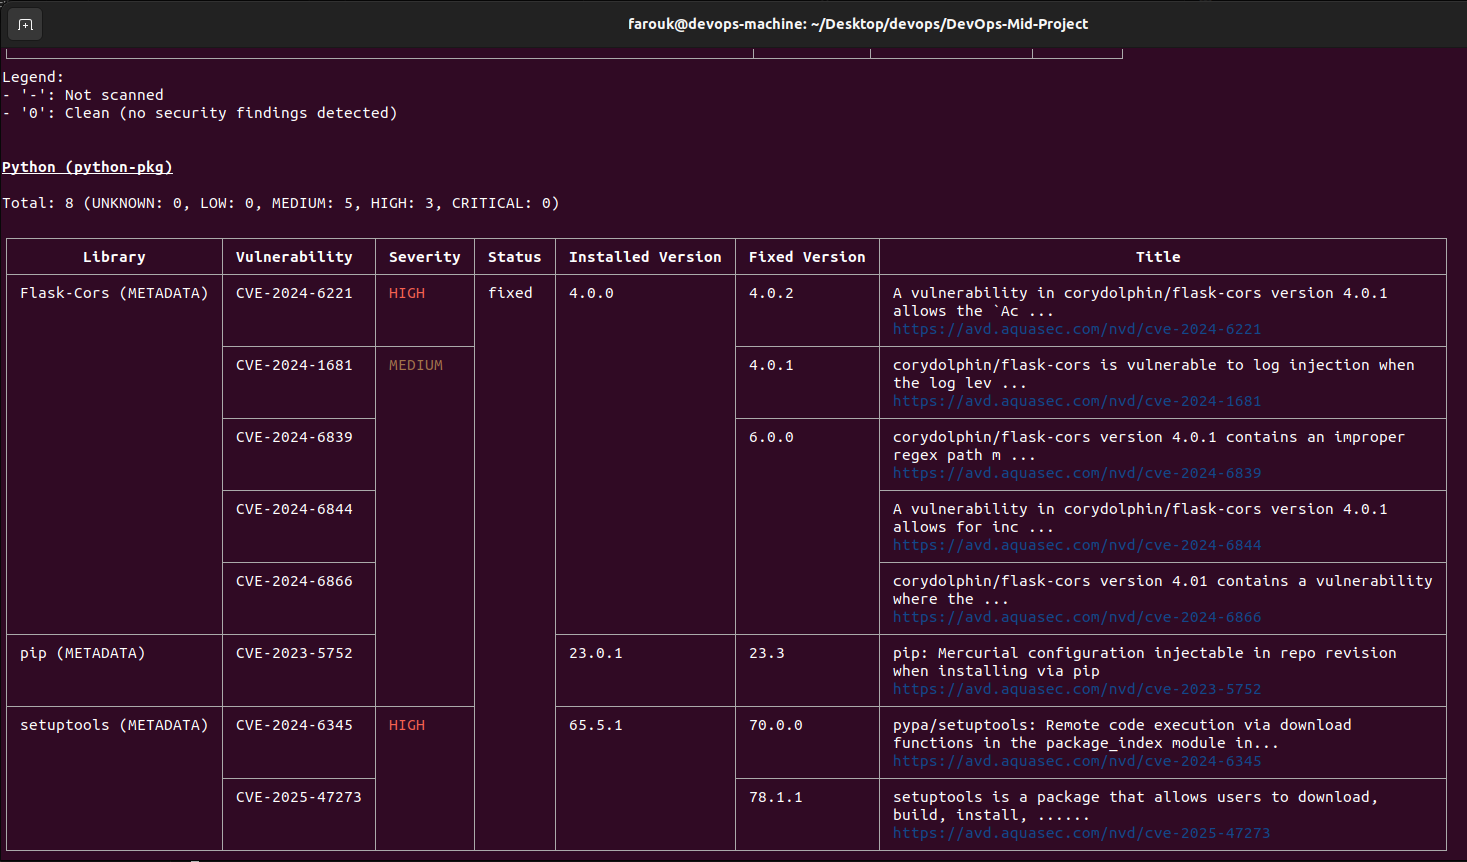 farouk@devops-machine: ~/Desktop/devops/DevOps-Mid-Project
Legend:
- '-': Not scanned
- '0': Clean (no security findings detected)
Python (python-pkg)
Total: 8 (UNKNOWN: 0, LOW: 0, MEDIUM: 5, HIGH: 3, CRITICAL: 0)
Library Vulnerability Severity Status Installed Version Fixed Version Title
Flask-Cors (METADATA) CVE-2024-6221 HIGH fixed 4.0.0 4.0.2 A vulnerability in corydolphin/flask-cors version 4.0.1
allows the `Ac ...
https://avd.aquasec.com/nvd/cve-2024-6221
CVE-2024-1681 MEDIUM 4.0.1 corydolphin/flask-cors is vulnerable to log injection when
the log lev ...
https://avd.aquasec.com/nvd/cve-2024-1681
CVE-2024-6839 6.0.0 corydolphin/flask-cors version 4.0.1 contains an improper
regex path m ...
https://avd.aquasec.com/nvd/cve-2024-6839
CVE-2024-6844 A vulnerability in corydolphin/flask-cors version 4.0.1
allows for inc ...
https://avd.aquasec.com/nvd/cve-2024-6844
CVE-2024-6866 corydolphin/flask-cors version 4.01 contains a vulnerability
where the ...
https://avd.aquasec.com/nvd/cve-2024-6866
pip (METADATA) CVE-2023-5752 23.0.1 23.3 pip: Mercurial configuration injectable in repo revision
when installing via pip
https://avd.aquasec.com/nvd/cve-2023-5752
setuptools (METADATA) CVE-2024-6345 HIGH 65.5.1 70.0.0 pypa/setuptools: Remote code execution via download
functions in the package_index module in...
https://avd.aquasec.com/nvd/cve-2024-6345
CVE-2025-47273 78.1.1 setuptools is a package that allows users to download,
build, install, ......
https://avd.aquasec.com/nvd/cve-2025-47273